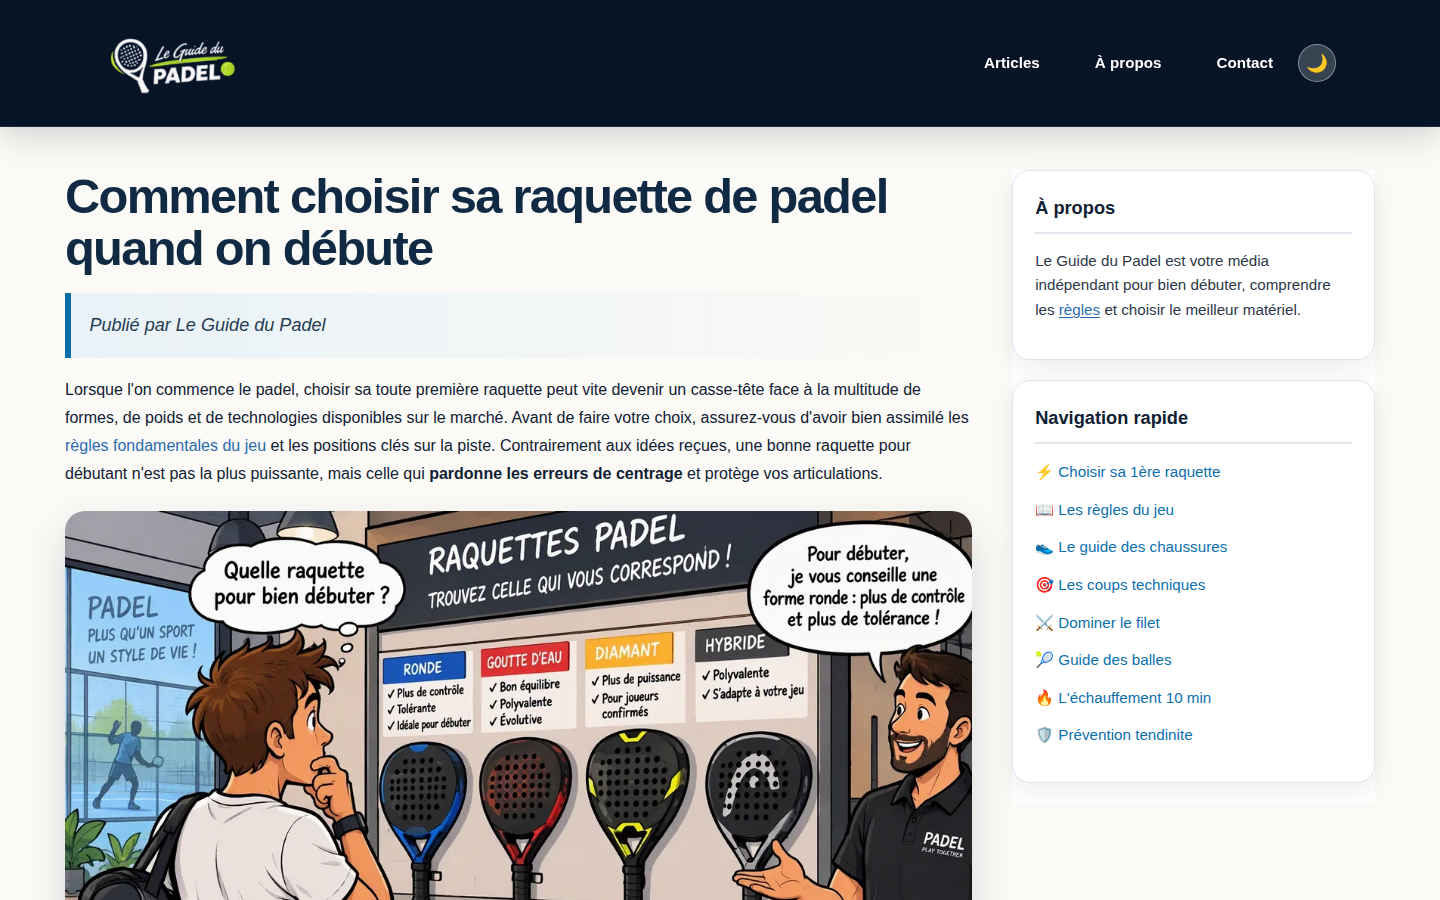 Le Guide du
PADEL
Articles
À propos
Contact
Comment choisir sa raquette de padel
quand on débute
Publié par Le Guide du Padel
Lorsque l'on commence le padel, choisir sa toute première raquette peut vite devenir un casse-tête face à la multitude de
formes, de poids et de technologies disponibles sur le marché. Avant de faire votre choix, assurez-vous d'avoir bien assimilé les
règles fondamentales du jeu et les positions clés sur la piste. Contrairement aux idées reçues, une bonne raquette pour
débutant n'est pas la plus puissante, mais celle qui pardonne les erreurs de centrage et protège vos articulations.
RAQUETTES PADEL
TROUVEZ CELLE QUI VOUS CORRESPOND !
Quelle raquette
pour bien débuter ?
Pour débuter,
je vous conseille une
forme ronde : plus de contrôle
et plus de tolérance !
PADEL
PLUS QU'UN SPORT
UN STYLE DE VIE !
RONDE
✓ Plus de contrôle
✓ Tolérante
✓ Idéale pour débuter
GOUTTE D'EAU
✓ Bon équilibre
✓ Polyvalente
✓ Évolutive
DIAMANT
✓ Plus de puissance
✓ Pour joueurs
confirmés
HYBRIDE
✓ Polyvalente
✓ S'adapte à votre jeu
PADEL
PLAY TOGETHER
À propos
Le Guide du Padel est votre média
indépendant pour bien débuter, comprendre
les règles et choisir le meilleur matériel.
Navigation rapide
⚡ Choisir sa 1ère raquette
📖 Les règles du jeu
👟 Le guide des chaussures
🎯 Les coups techniques
⚔️ Dominer le filet
🎾 Guide des balles
🔥 L'échauffement 10 min
🛡️ Prévention tendinite